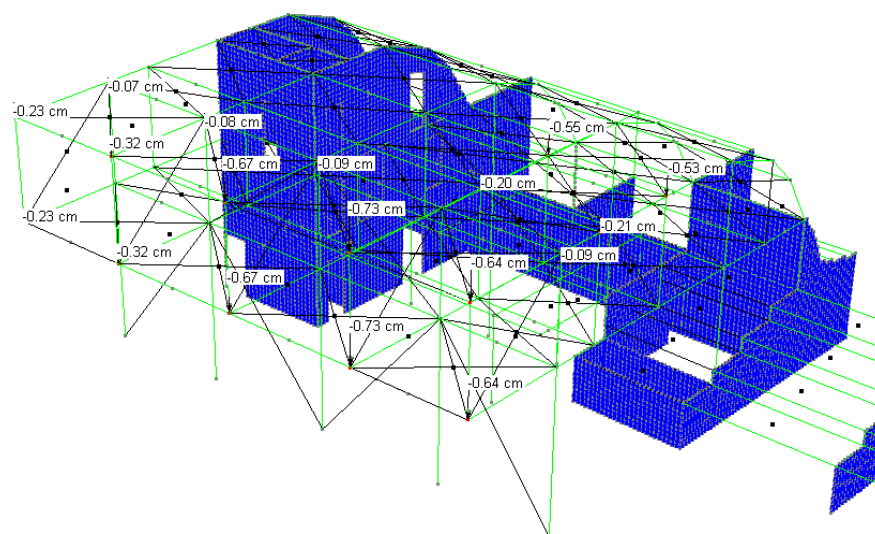 -0.07 cm
-0.23 cm
-0.08 cm
-0.55 cm
-0.32 cm
-0.67 cm
-0.09 cm
-0.53 cm
-0.20 cm
-0.73 cm
-0.23 cm
-0.21 cm
-0.32 cm
-0.09 cm
-0.64 cm
-0.67 cm
-0.73 cm
-0.64 cm